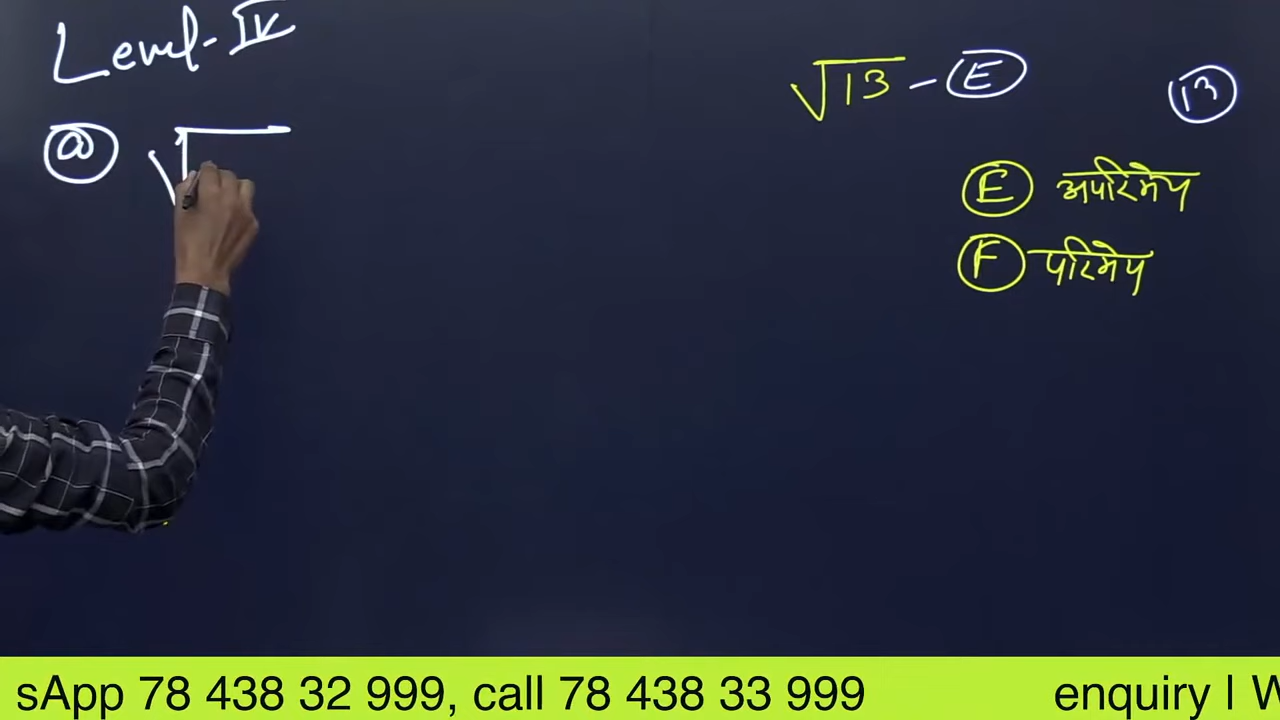 Level-IV
@ √
√13 - E
13
E अपरिमेय
F परिमेय
sApp 78 438 32 999, call 78 438 33 999 enquiry I W